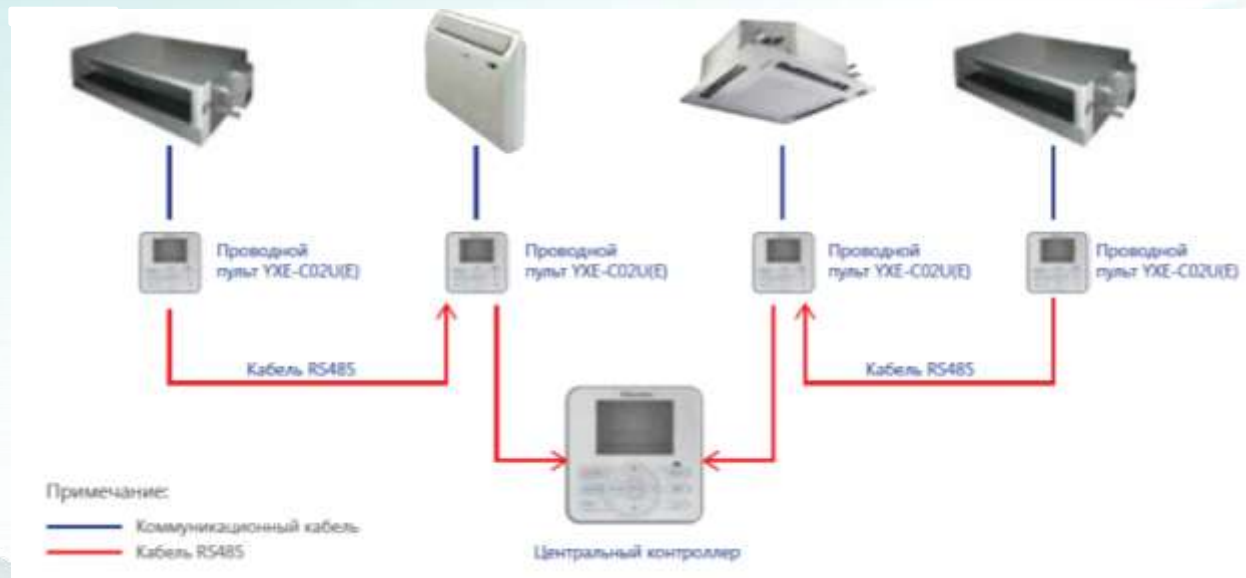 Проводной
пульт YXE-C02U(E)
Проводной
пульт YXE-C02U(E)
Проводной
пульт YXE-C02U(E)
Проводной
пульт YXE-C02U(E)
Кабель RS485
Кабель RS485
Примечание:
Коммуникационный кабель
Кабель RS485
Центральный контроллер